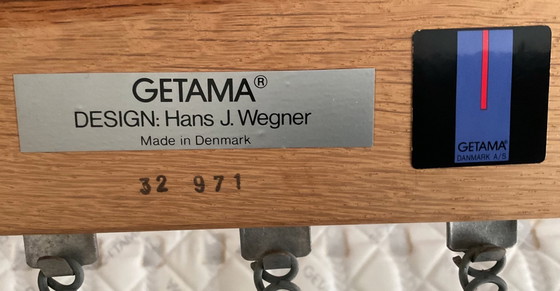 GETAMA®
DESIGN: Hans J. Wegner
Made in Denmark
32 971
GETAMA®
DANMARK A/S